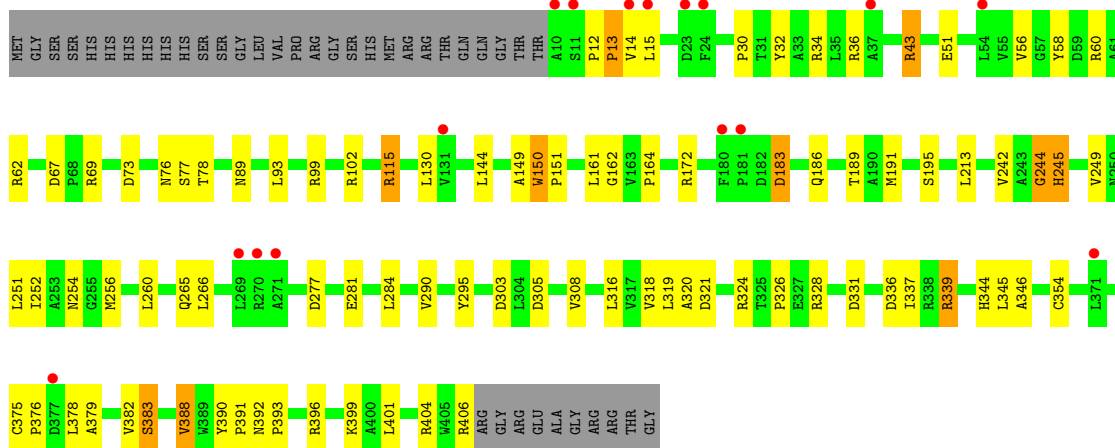 MET GLY SER SER HIS HIS HIS HIS HIS HIS SER SER GLY LEU VAL PRO ARG GLY SER HIS MET ARG ARG THR GLN GLN GLY THR THR A10 S11 P12 P13 V14 L15 D23 F24 P30 T31 Y32 A33 R34 L35 R36 A37 R43 E51 L54 V55 V56 G57 Y58 D59 R60 A61
R62 D67 P68 R69 D73 N76 S77 T78 N89 L93 R99 R102 R115 L130 V131 L144 A149 W150 P151 L161 G162 V163 P164 R172 F180 P181 D182 D183 Q186 T189 A190 M191 S195 L213 V242 A243 G244 H245 V249 N250
L251 I252 A253 N254 G255 M256 L260 Q265 L266 L269 R270 A271 D277 E281 L284 V290 Y295 D303 L304 D305 V308 L316 V317 V318 L319 A320 D321 R324 T325 P326 E327 R328 D331 D336 I337 R338 R339 H344 L345 A346 C354 L371
C375 P376 D377 L378 A379 V382 S383 V388 W389 Y390 P391 N392 P393 R396 K399 A400 L401 R404 W405 R406 ARG GLY ARG GLU ALA GLY ARG ARG THR GLY